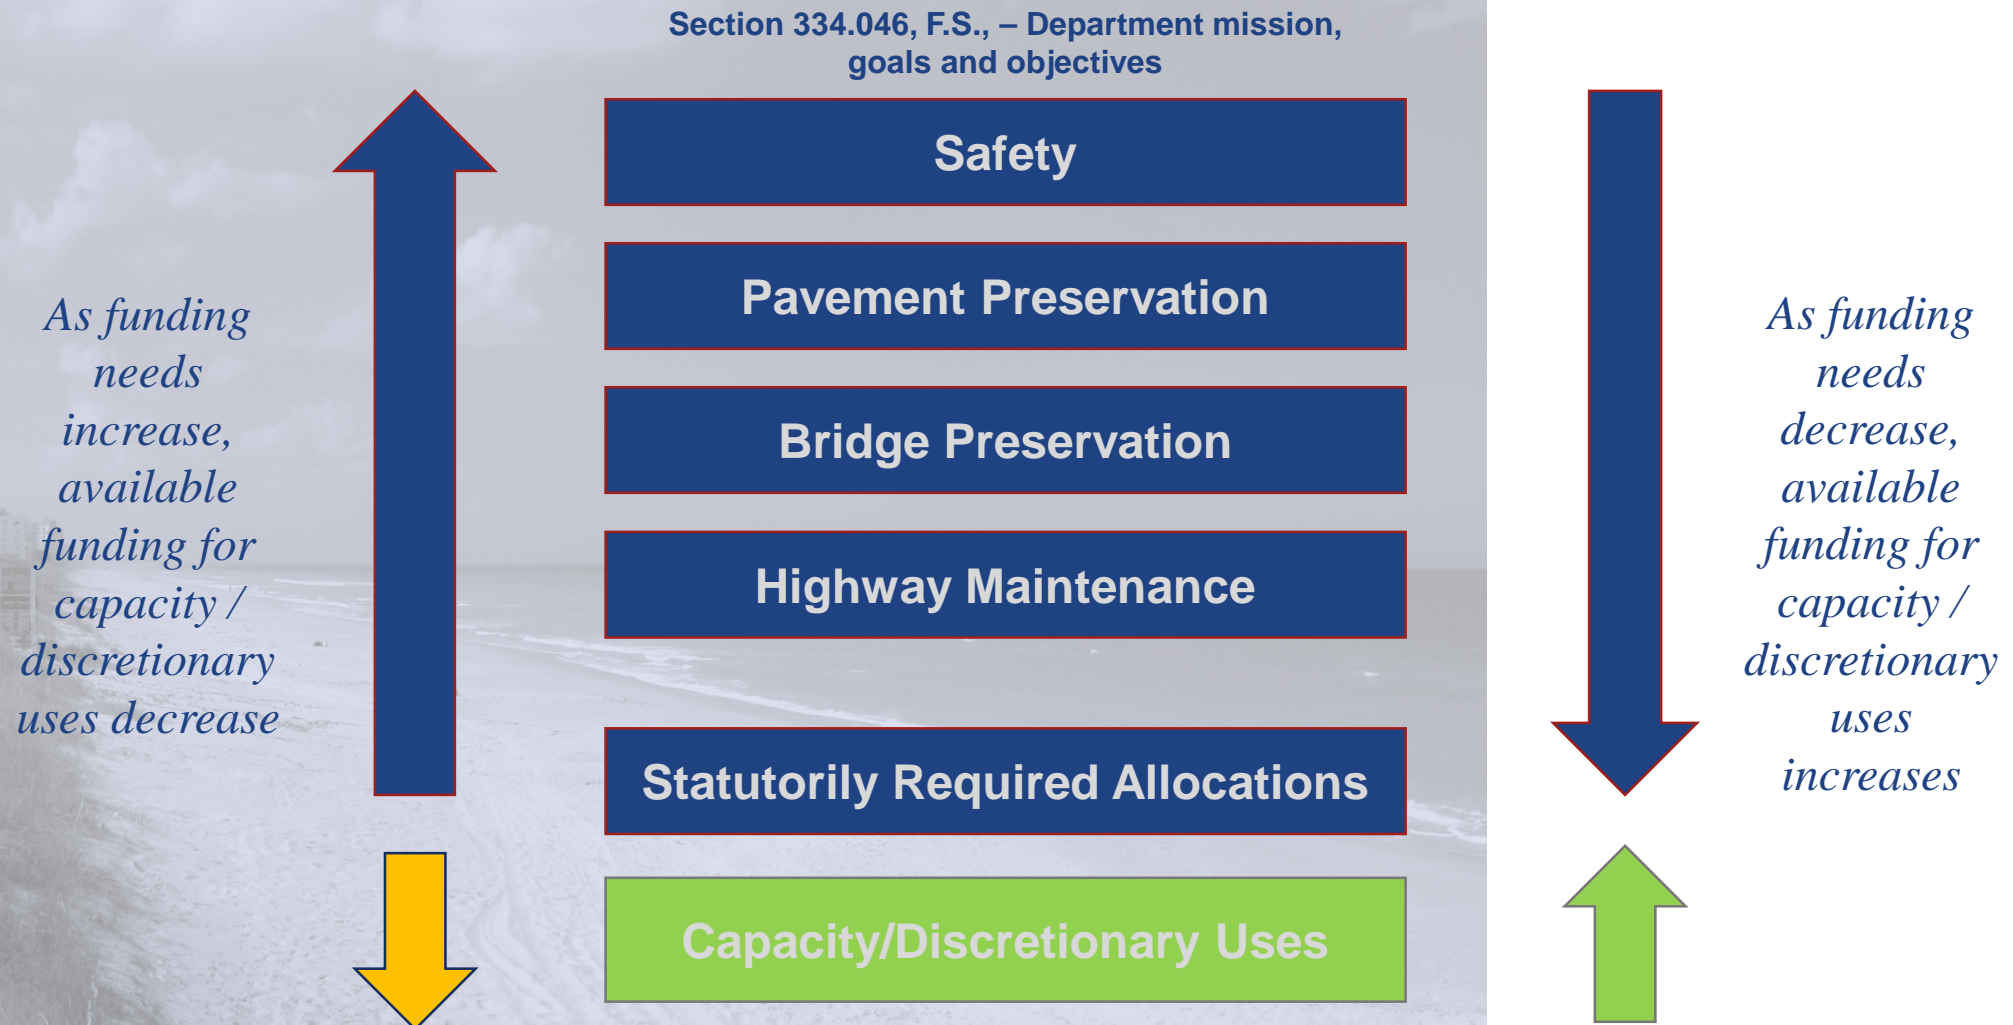 Section 334.046, F.S., – Department mission,
goals and objectives
As funding
needs
increase,
available
funding for
capacity /
discretionary
uses decrease
Safety
Pavement Preservation
Bridge Preservation
Highway Maintenance
Statutorily Required Allocations
Capacity/Discretionary Uses
As funding
needs
decrease,
available
funding for
capacity /
discretionary
uses
increases